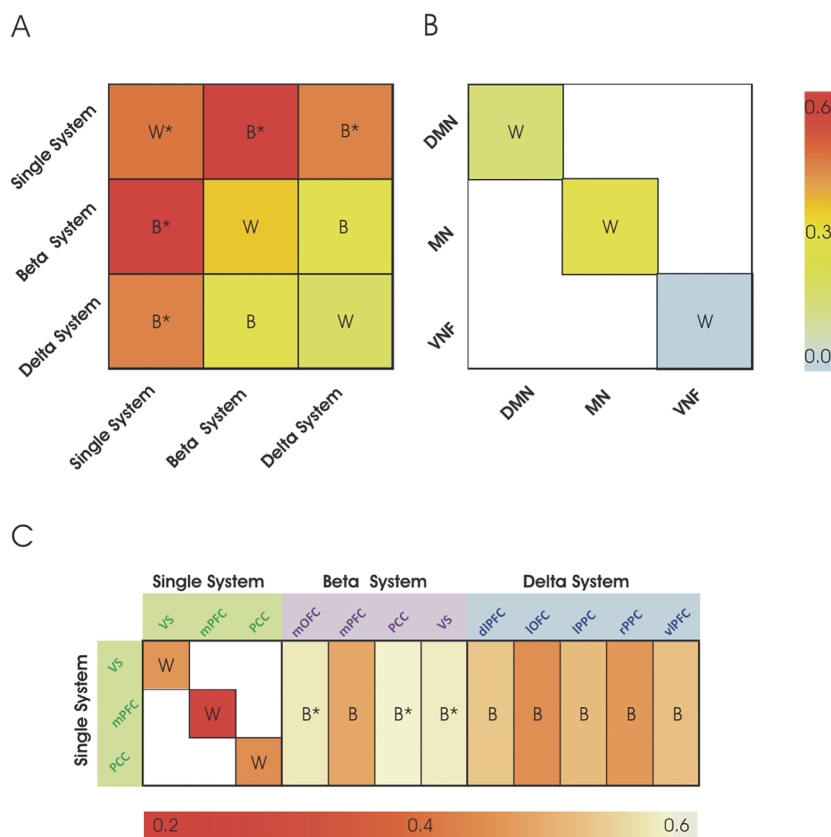 A
B
Single System
W*
B*
B*
DMN
W
0.6
Beta System
B*
W
B
MN
W
0.3
Delta System
B*
B
W
VNF
W
0.0
Single System
Beta System
Delta System
DMN
MN
VNF
C
Single System
Beta System
Delta System
VS
mPFC
PCC
mOFC
mPFC
PCC
VS
dlPFC
lOFC
lPPC
rPPC
vlPFC
Single System
VS
W
mPFC
W
B*
B
B*
B*
B
B
B
B
B
PCC
W
0.2
0.4
0.6